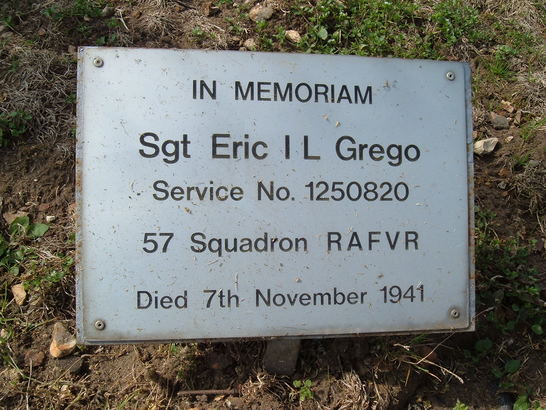 IN MEMORIAM
Sgt Eric I L Grego
Service No. 1250820
57 Squadron RAFVR
Died 7th November 1941